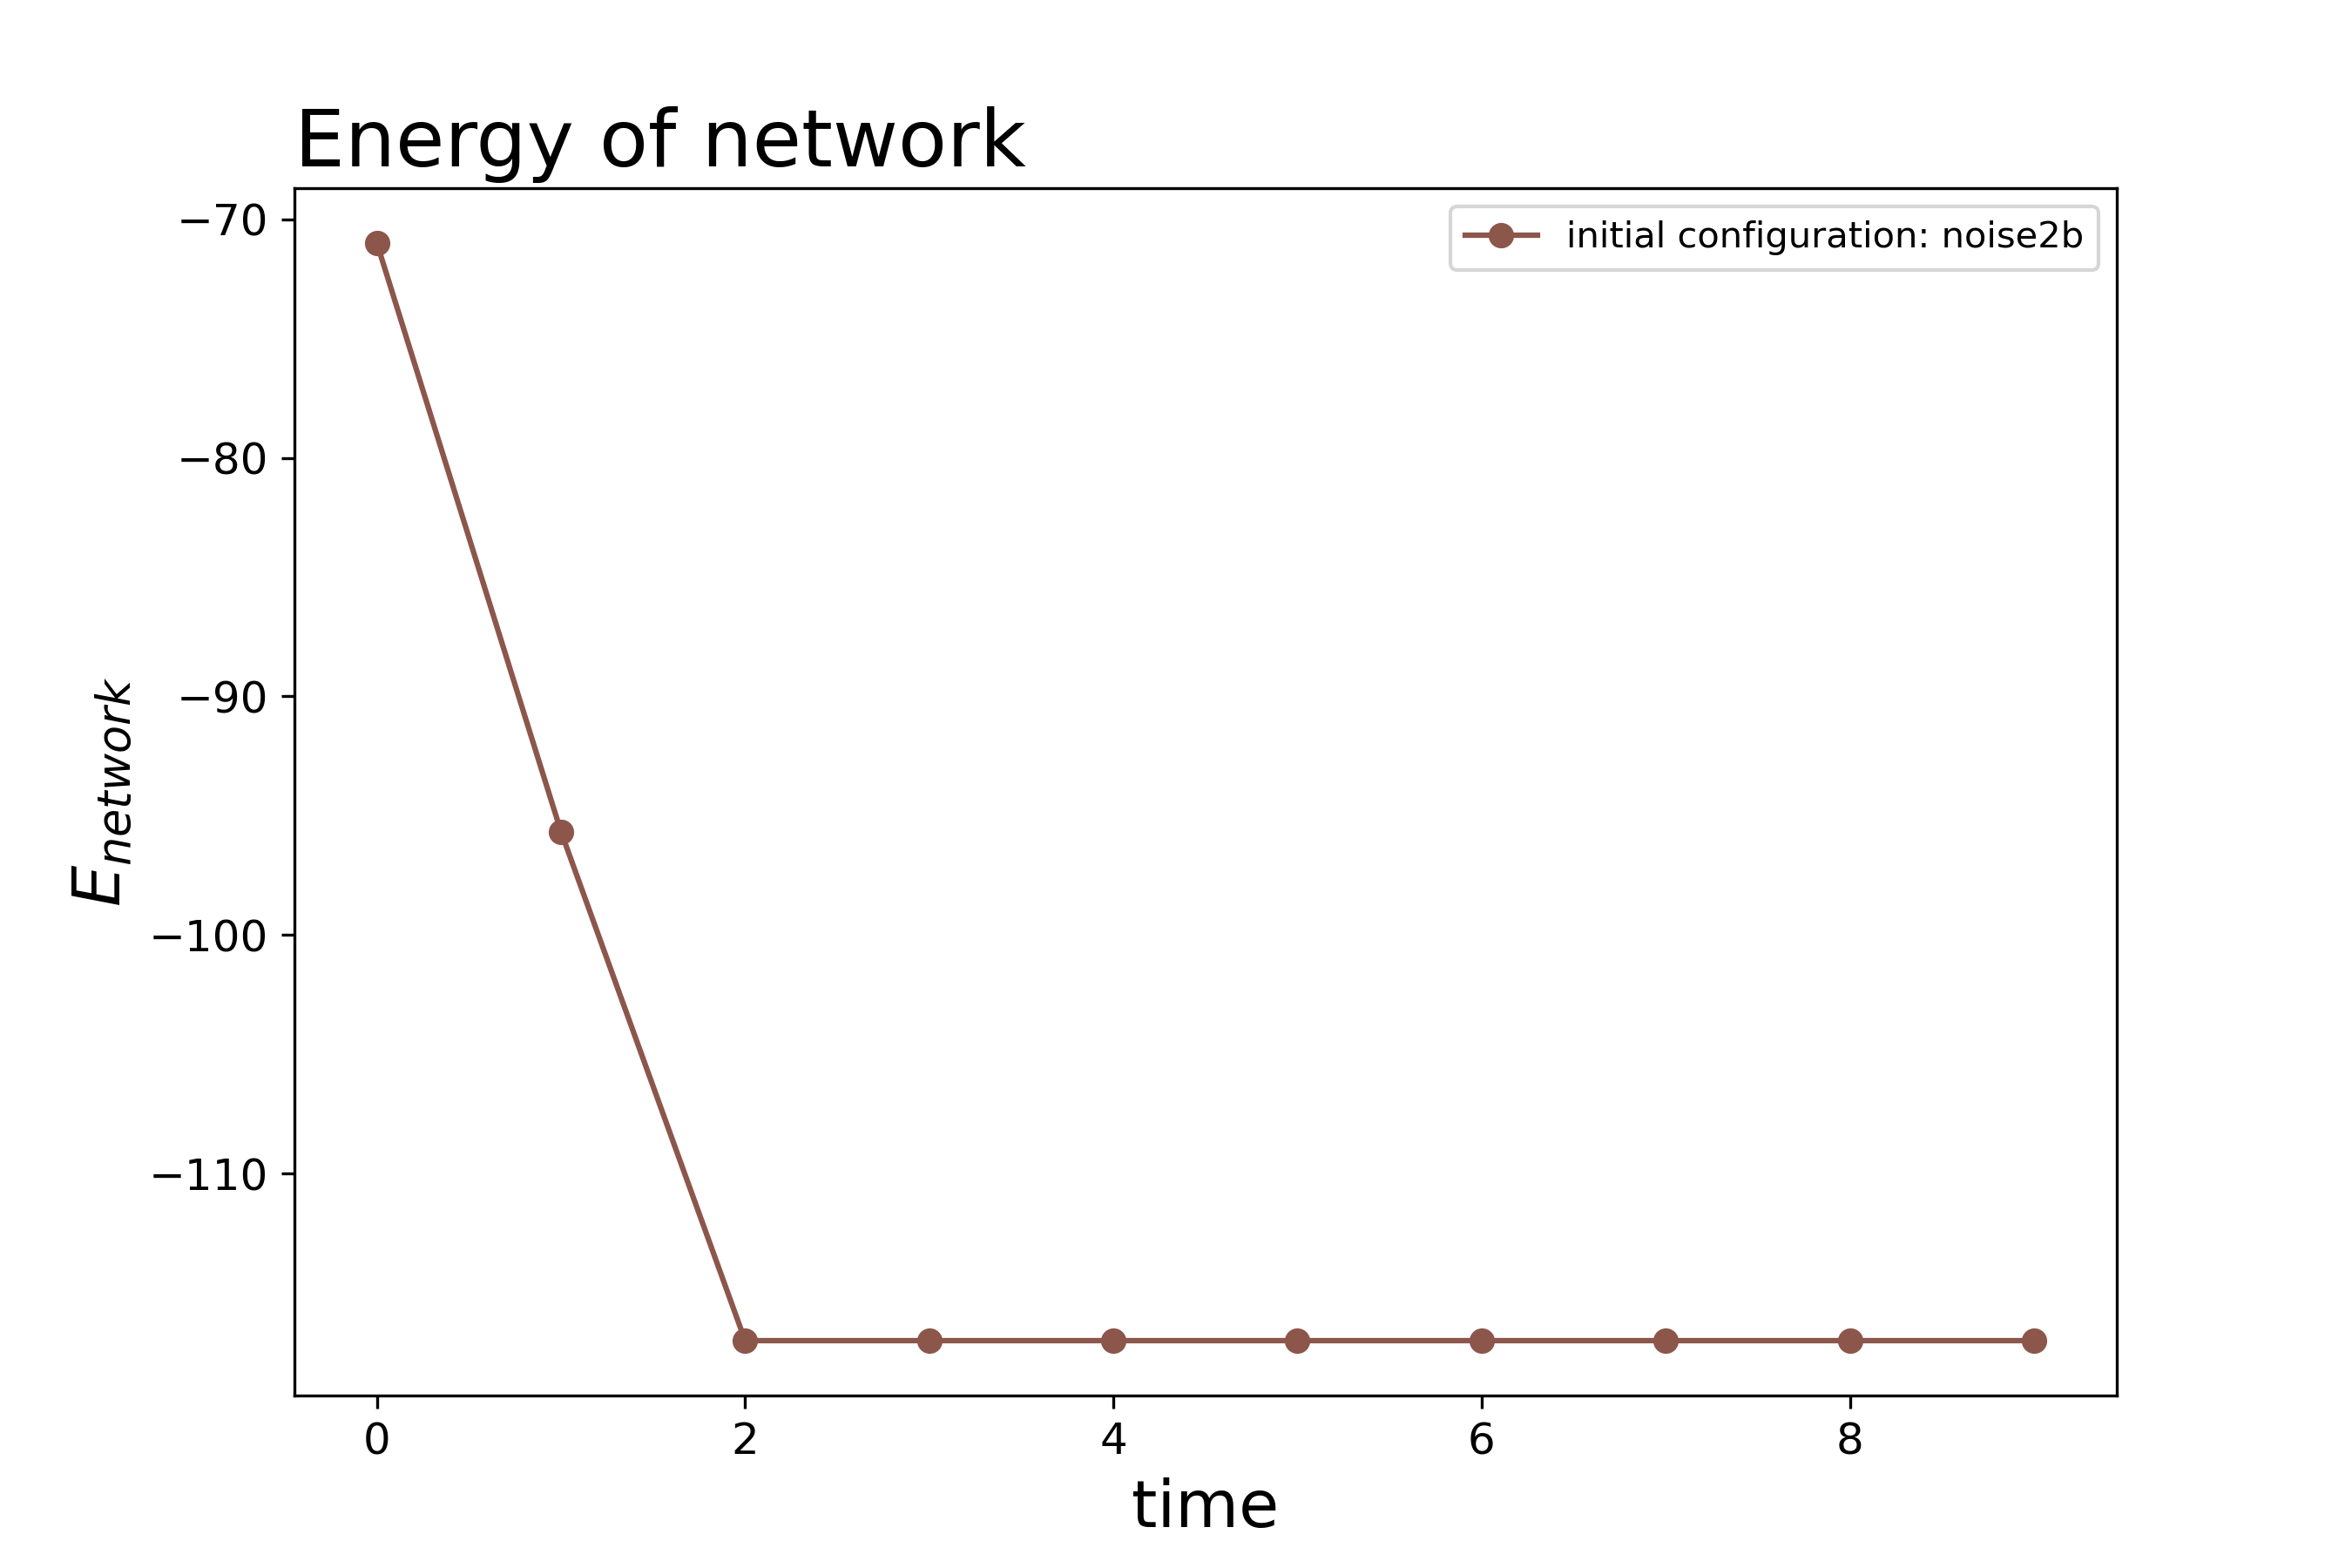 Energy of network
initial configuration: noise2b
−70
−80
−90
−100
−110
E_network
0 2 4 6 8
time